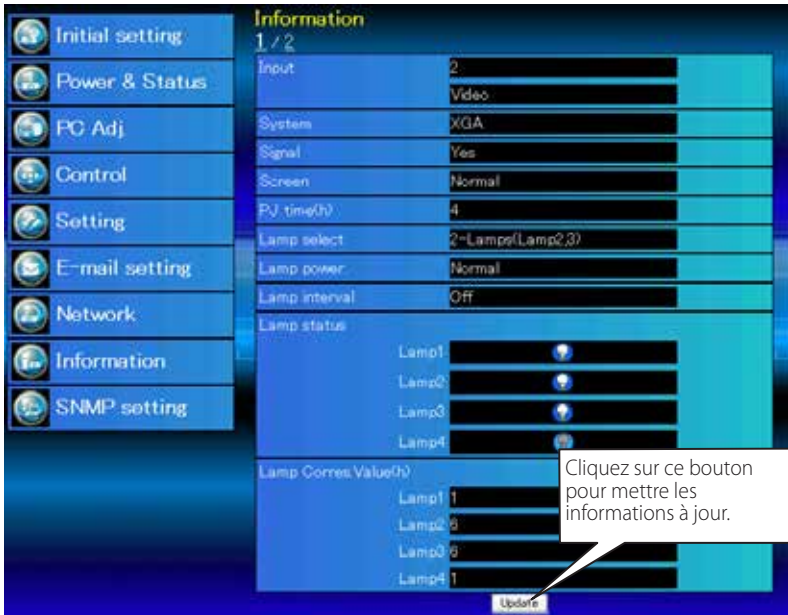 Initial setting
Power & Status
PC Adj.
Control
Setting
E-mail setting
Network
Information
SNMP setting
Information
1/2
Input 2
Video
System XGA
Signal Yes
Screen Normal
PJ time(h) 4
Lamp select 2-Lamps(Lamp2,3)
Lamp power Normal
Lamp interval Off
Lamp status
Lamp1
Lamp2
Lamp3
Lamp4
Lamp Corres.Value(h)
Lamp1 1
Lamp2 6
Lamp3 6
Lamp4 1
Cliquez sur ce bouton
pour mettre les
informations à jour.
Update